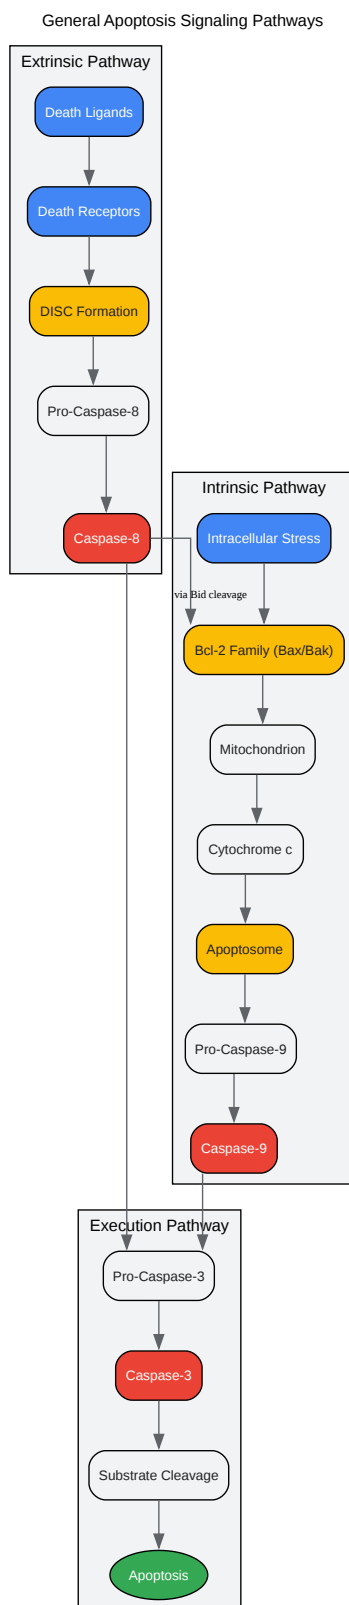 General Apoptosis Signaling Pathways
Extrinsic Pathway
Death Ligands
Death Receptors
DISC Formation
Pro-Caspase-8
Caspase-8
Intrinsic Pathway
Intracellular Stress
via Bid cleavage
Bcl-2 Family (Bax/Bak)
Mitochondrion
Cytochrome c
Apoptosome
Pro-Caspase-9
Caspase-9
Execution Pathway
Pro-Caspase-3
Caspase-3
Substrate Cleavage
Apoptosis